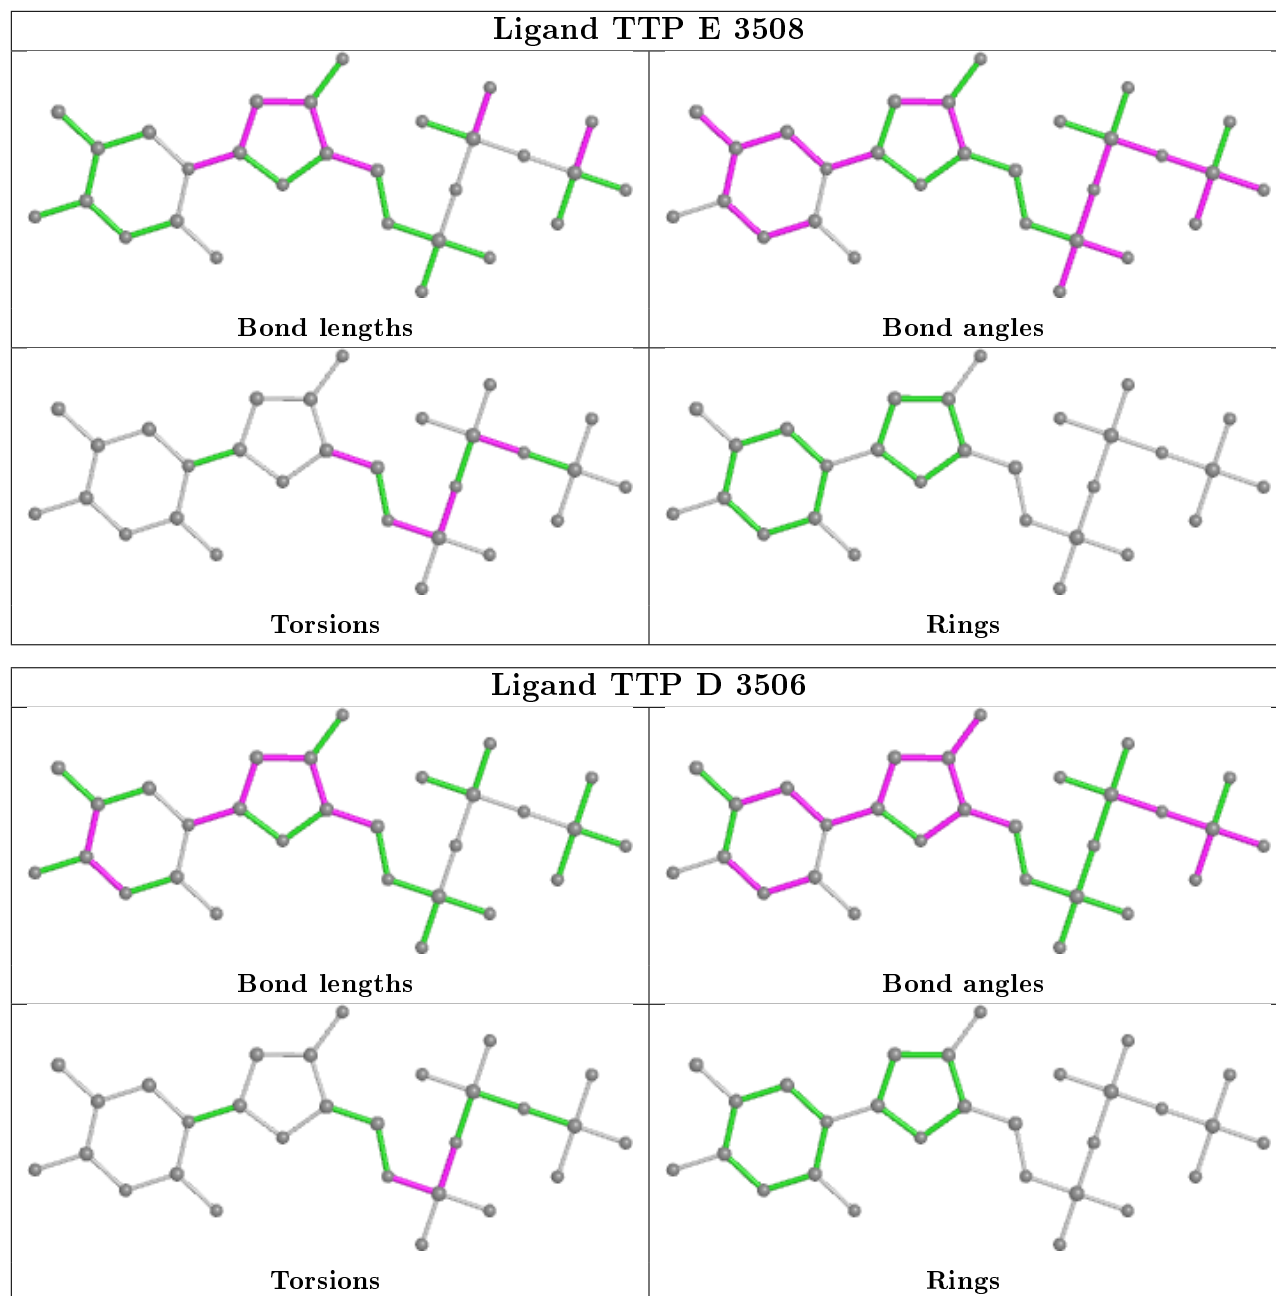 Ligand TTP E 3508
Bond lengths
Bond angles
Torsions
Rings
Ligand TTP D 3506
Bond lengths
Bond angles
Torsions
Rings